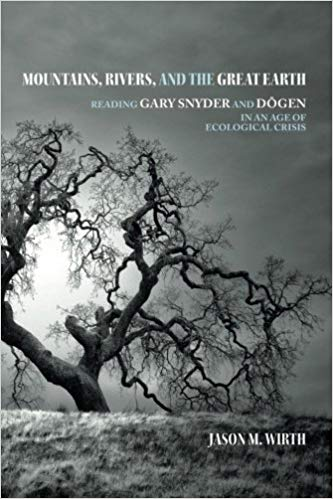 MOUNTAINS, RIVERS, AND THE GREAT EARTH
READING GARY SNYDER AND DŌGEN
IN AN AGE OF
ECOLOGICAL CRISIS
JASON M. WIRTH